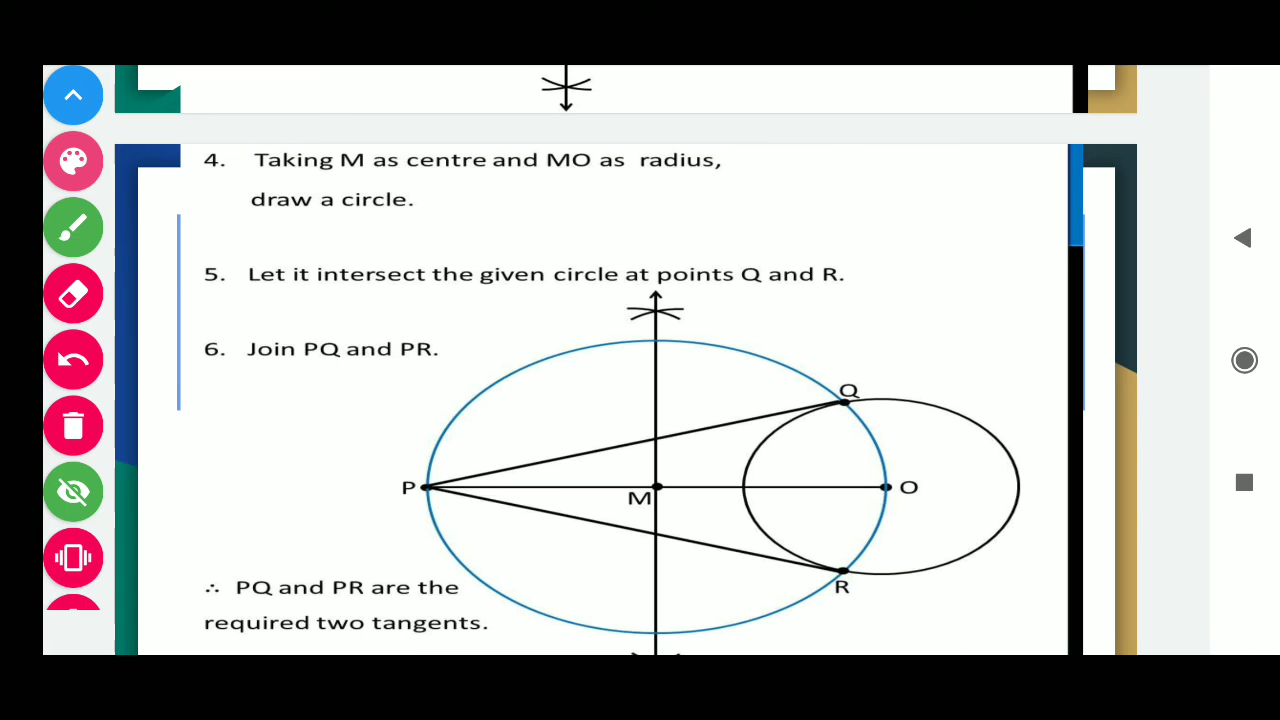 4. Taking M as centre and MO as radius,
draw a circle.
5. Let it intersect the given circle at points Q and R.
6. Join PQ and PR.
Q
P
M
O
R
∴ PQ and PR are the
required two tangents.